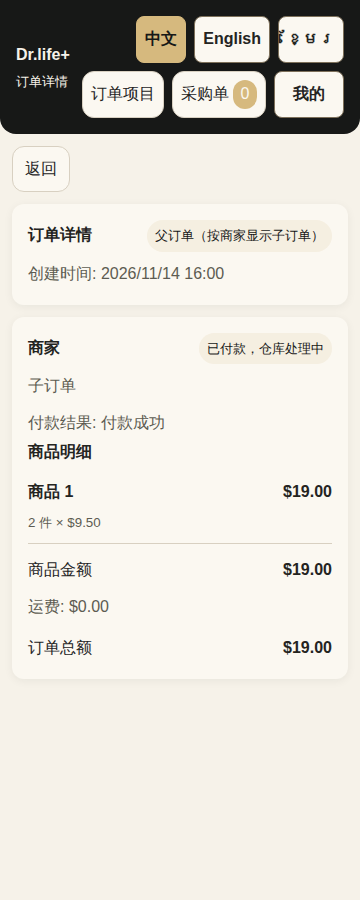 Dr.life+
订单详情
中文
English
ខ្មែរ
订单项目
采购单 0
我的
返回
订单详情
父订单（按商家显示子订单）
创建时间: 2026/11/14 16:00
商家
已付款，仓库处理中
子订单
付款结果: 付款成功
商品明细
商品 1 $19.00
2 件 × $9.50
商品金额 $19.00
运费: $0.00
订单总额 $19.00